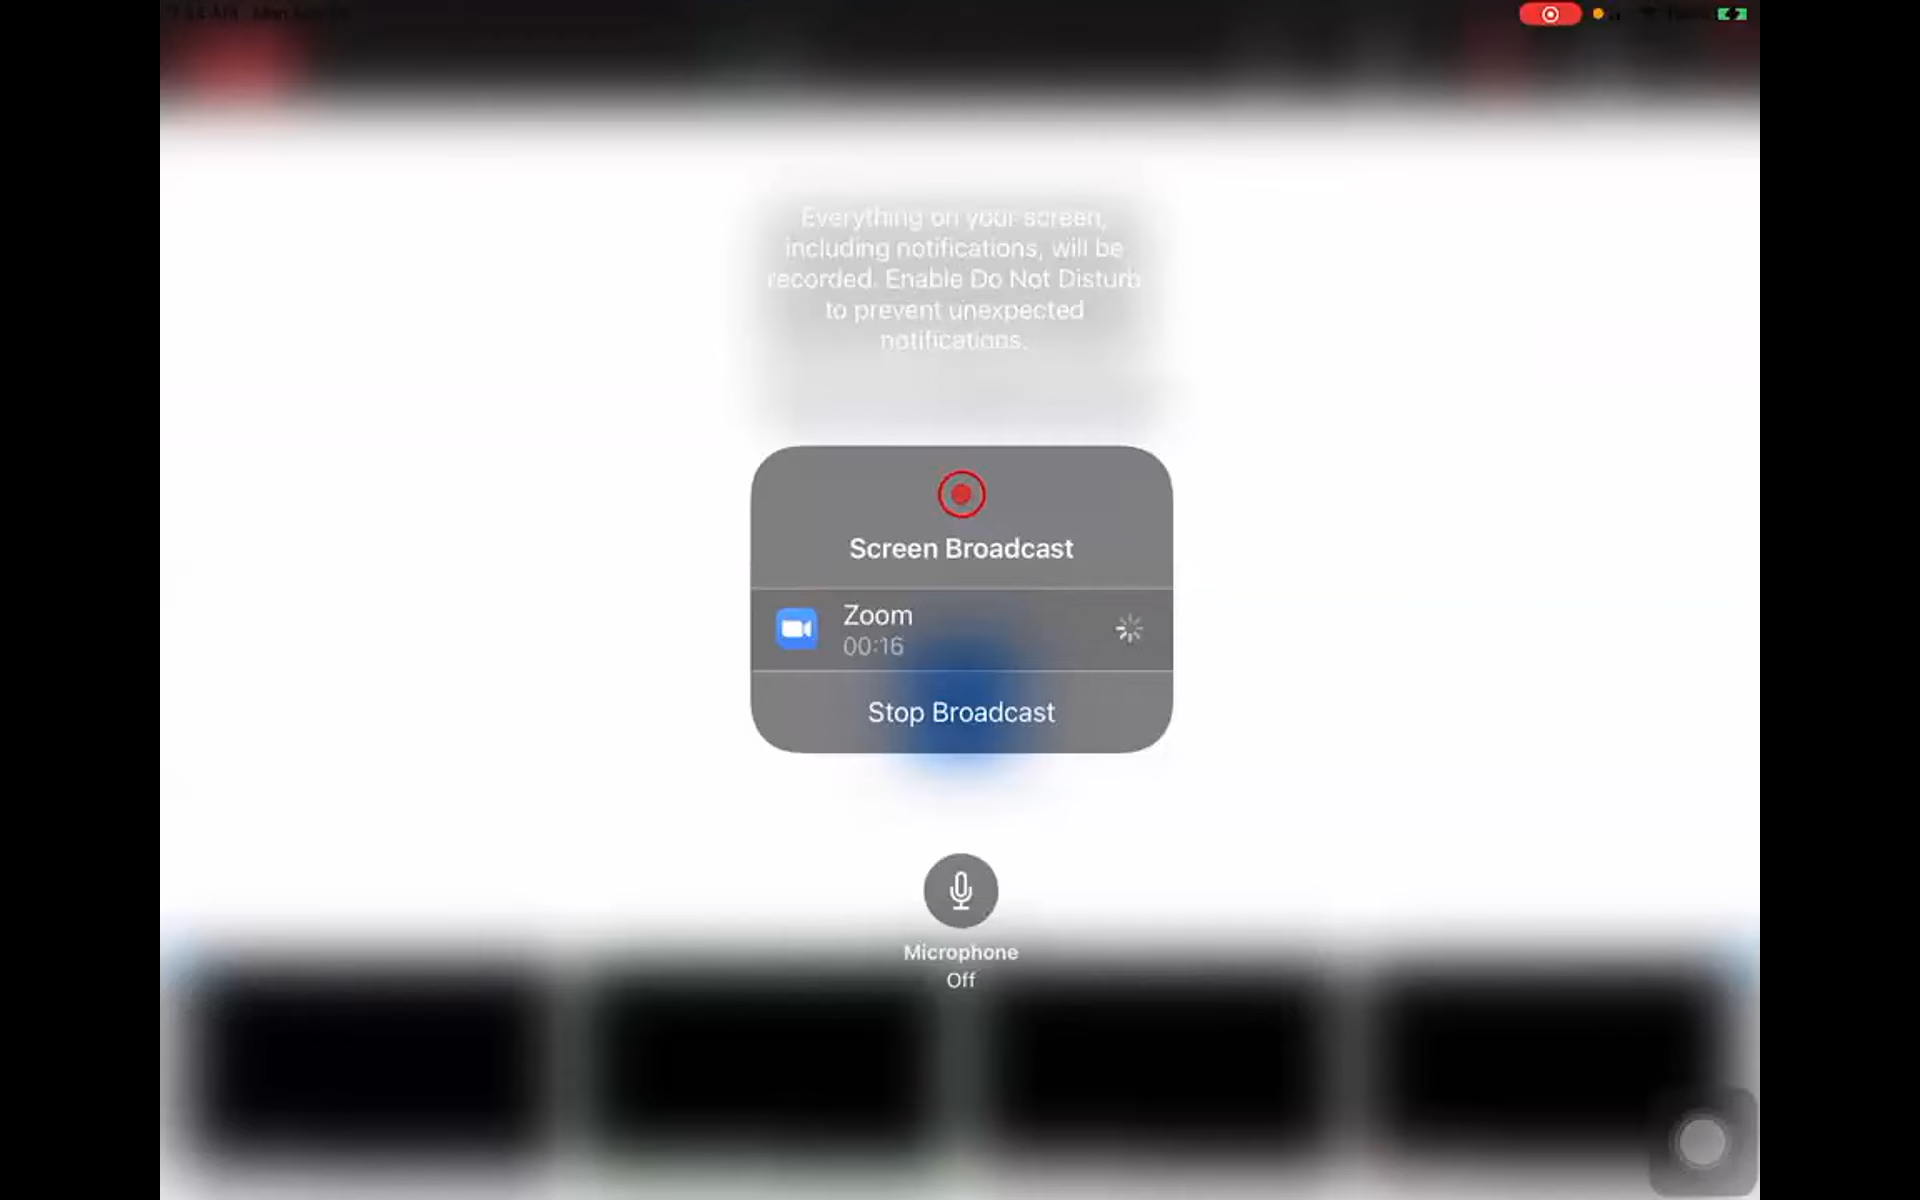 Everything on your screen,
including notifications, will be
recorded. Enable Do Not Disturb
to prevent unexpected
notifications.
Screen Broadcast
Zoom
00:16
Stop Broadcast
Microphone
Off